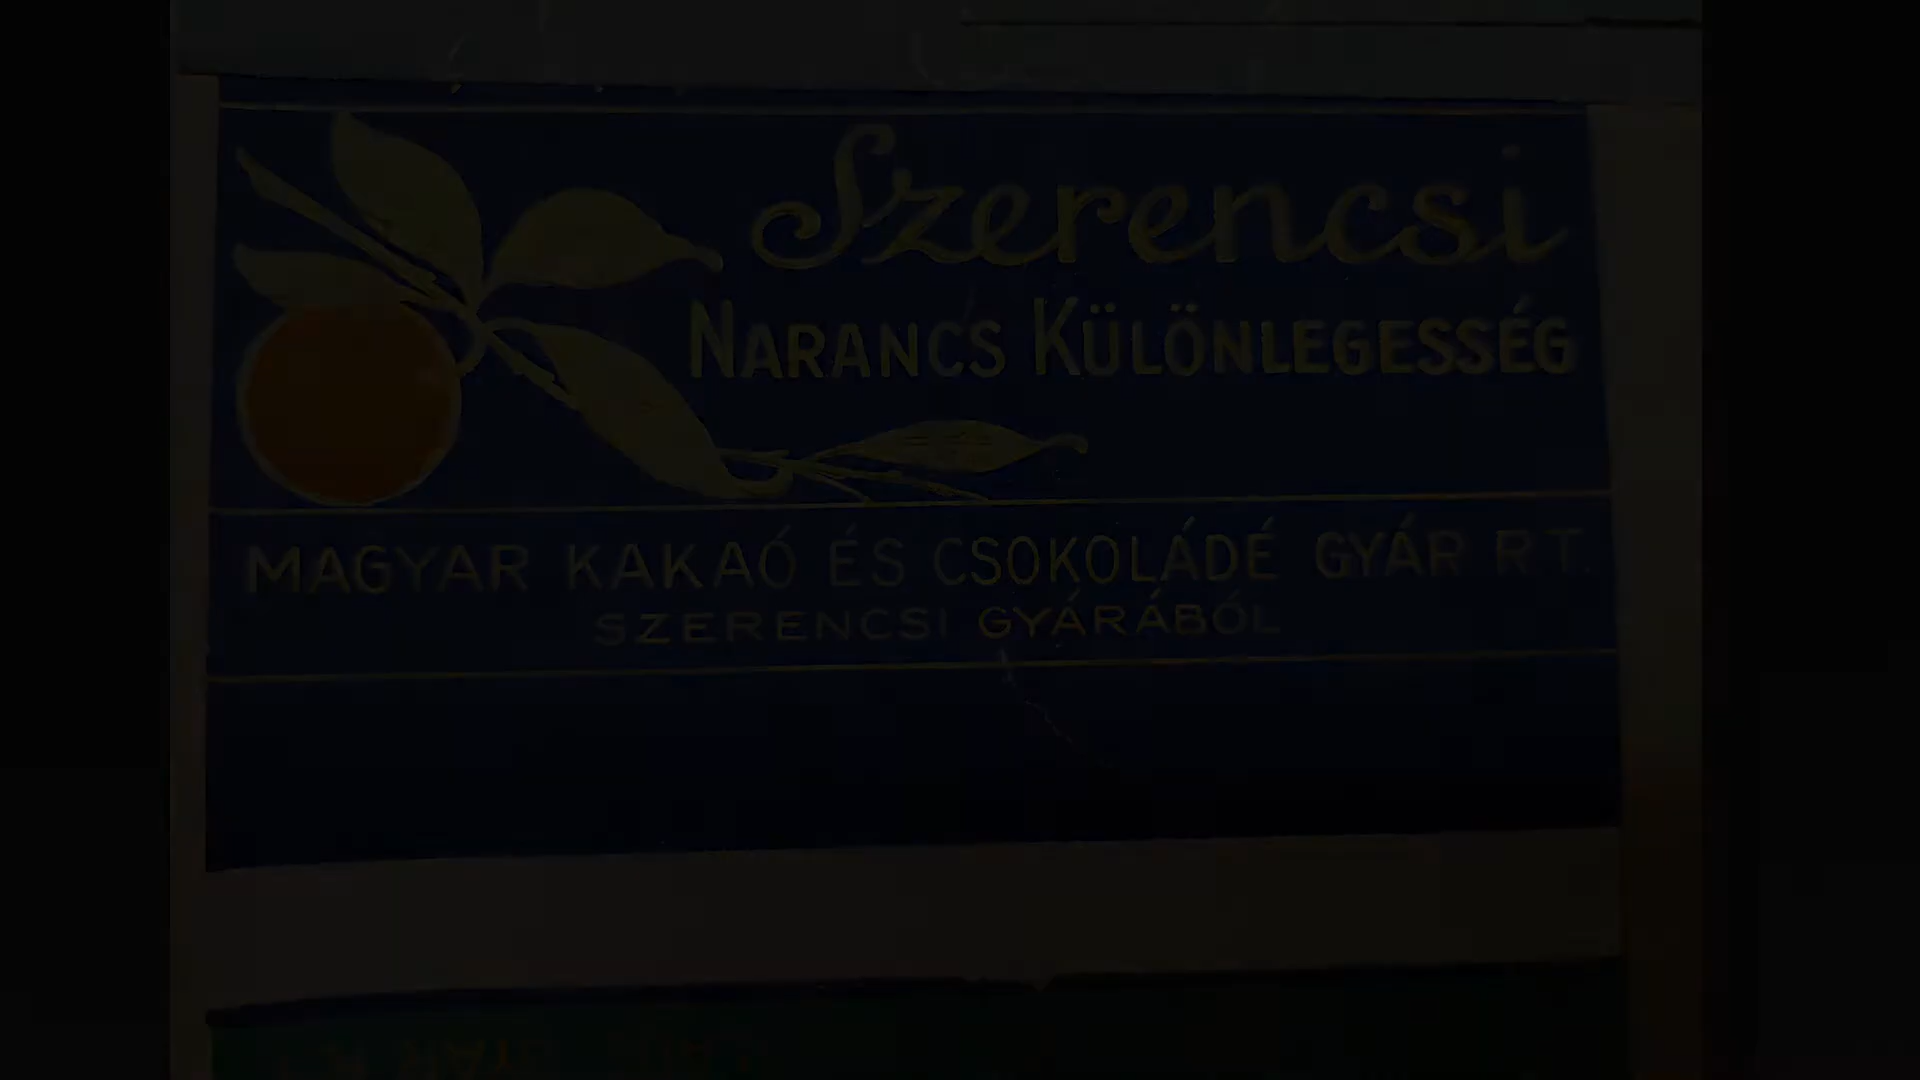 Szerencsi
NARANCS KÜLÖNLEGESSÉG
MAGYAR KAKAÓ ÉS CSOKOLÁDÉ GYÁR R.T.
SZERENCSI GYÁRÁBÓL